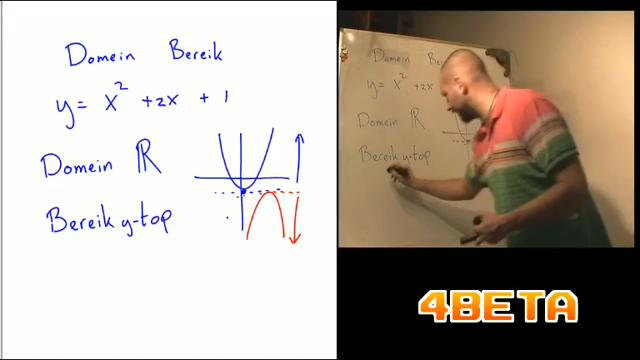 Domein Bereik
y = x² + 2x + 1
Domein ℝ
Bereik y-top
Domein Be
y = x² + 2x
Domein ℝ
Bereik y-top
4BETA